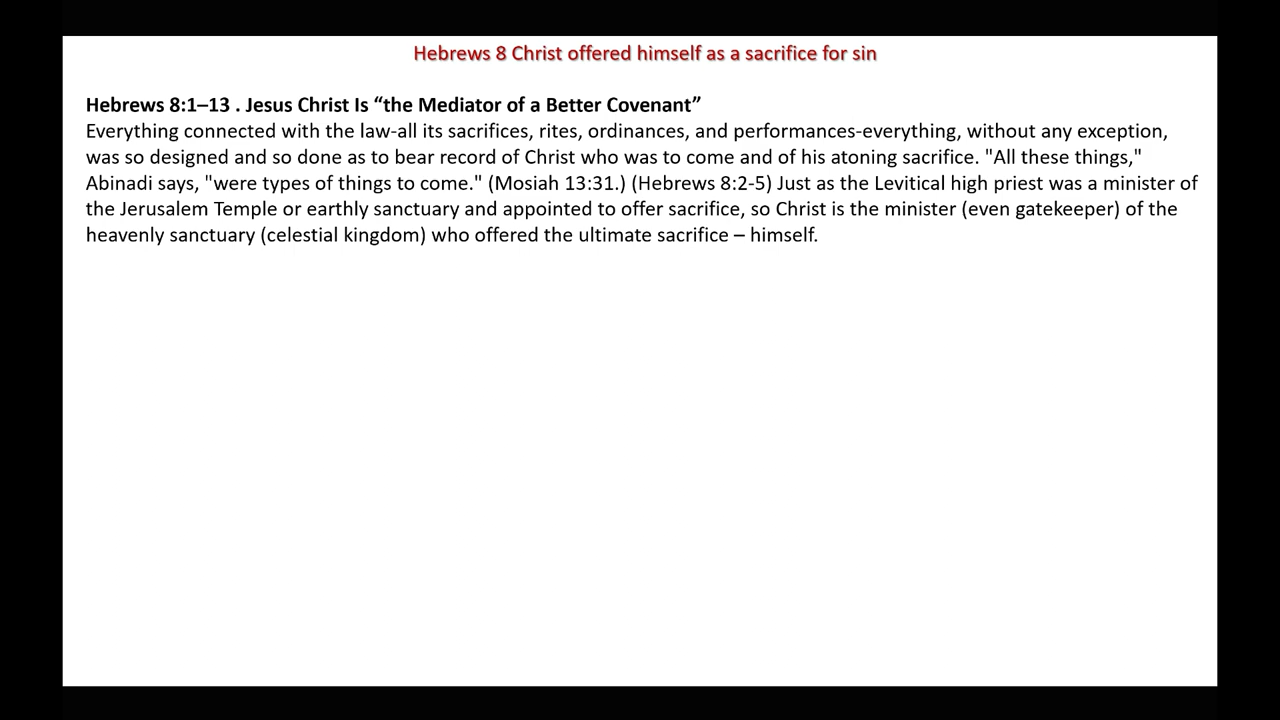 Hebrews 8 Christ offered himself as a sacrifice for sin
Hebrews 8:1–13 . Jesus Christ Is “the Mediator of a Better Covenant”
Everything connected with the law-all its sacrifices, rites, ordinances, and performances-everything, without any exception,
was so designed and so done as to bear record of Christ who was to come and of his atoning sacrifice. "All these things,"
Abinadi says, "were types of things to come." (Mosiah 13:31.) (Hebrews 8:2-5) Just as the Levitical high priest was a minister of
the Jerusalem Temple or earthly sanctuary and appointed to offer sacrifice, so Christ is the minister (even gatekeeper) of the
heavenly sanctuary (celestial kingdom) who offered the ultimate sacrifice – himself.